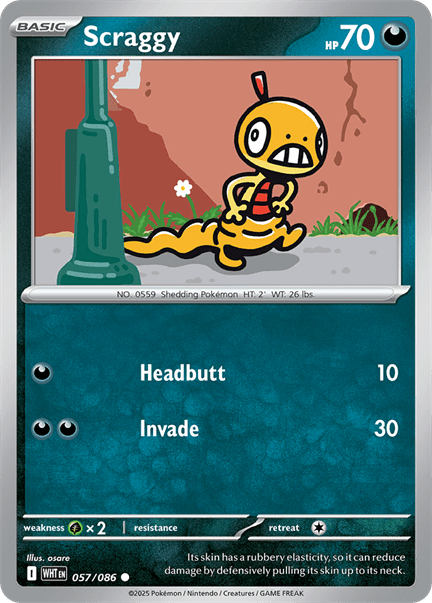 BASIC
Scraggy
HP 70
NO. 0559 Shedding Pokémon HT: 2' WT: 26 lbs.
Headbutt 10
Invade 30
weakness ×2 resistance retreat
Illus. osare
I WHT EN 057/086
Its skin has a rubbery elasticity, so it can reduce
damage by defensively pulling its skin up to its neck.
©2025 Pokémon / Nintendo / Creatures / GAME FREAK